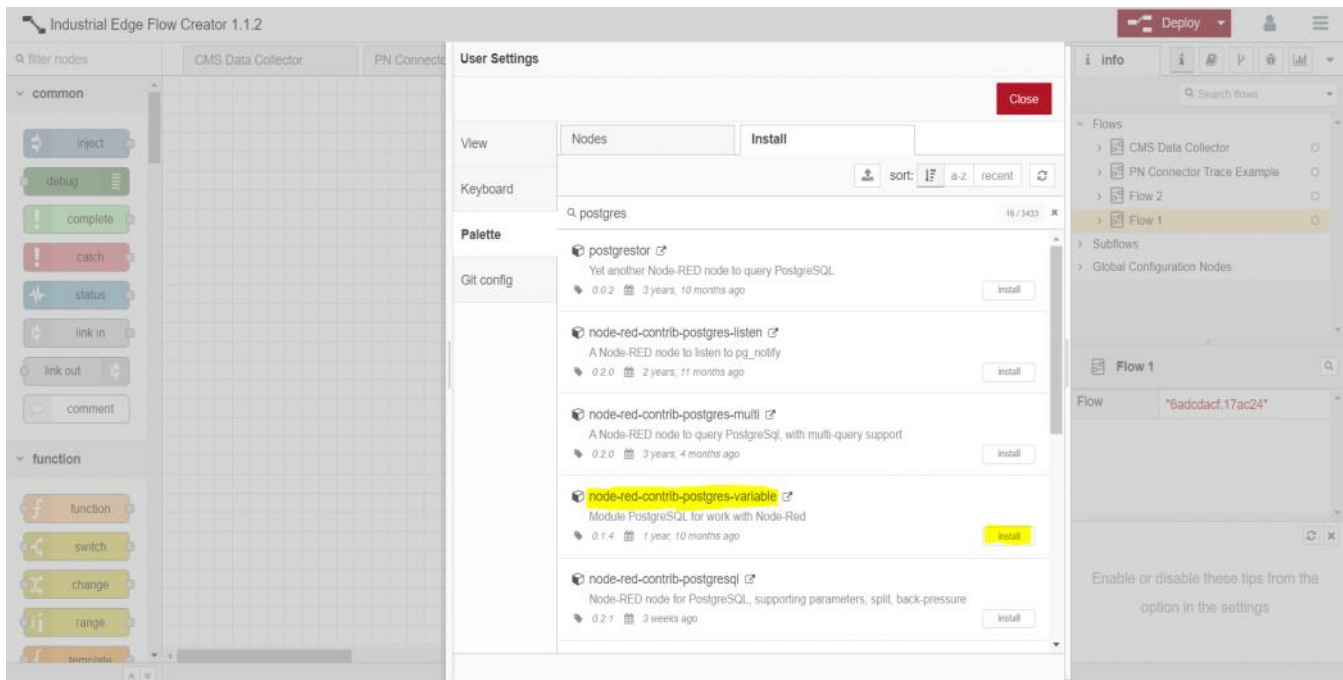 Industrial Edge Flow Creator 1.1.2
Deploy
filter nodes
CMS Data Collector
PN Connecto
common
inject
debug
complete
catch
status
link in
link out
comment
function
function
switch
change
range
template
User Settings
Close
View
Keyboard
Palette
Git config
Nodes
Install
sort:
a-z
recent
postgres
16 / 3433
postgrestor
Yet another Node-RED node to query PostgreSQL
0.0.2 3 years, 10 months ago
install
node-red-contrib-postgres-listen
A Node-RED node to listen to pg_notify
0.2.0 2 years, 11 months ago
install
node-red-contrib-postgres-multi
A Node-RED node to query PostgreSql, with multi-query support
0.2.0 3 years, 4 months ago
install
node-red-contrib-postgres-variable
Module PostgreSQL for work with Node-Red
0.1.4 1 year, 10 months ago
install
node-red-contrib-postgresql
Node-RED node for PostgreSQL, supporting parameters, split, back-pressure
0.2.1 3 weeks ago
install
i info
i
Search flows
Flows
CMS Data Collector
PN Connector Trace Example
Flow 2
Flow 1
Subflows
Global Configuration Nodes
Flow 1
Flow
"6adcdacf.17ac24"
Enable or disable these tips from the
option in the settings